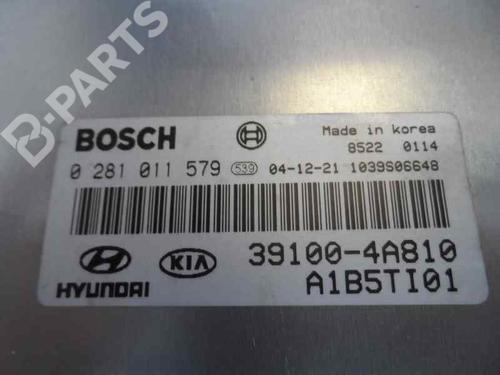 B-PARTS
BOSCH
Made in korea
8522 0114
0 281 011 579 539 04-12-21 1039S06648
HYUNDAI KIA 39100-4A810
A1B5TI01